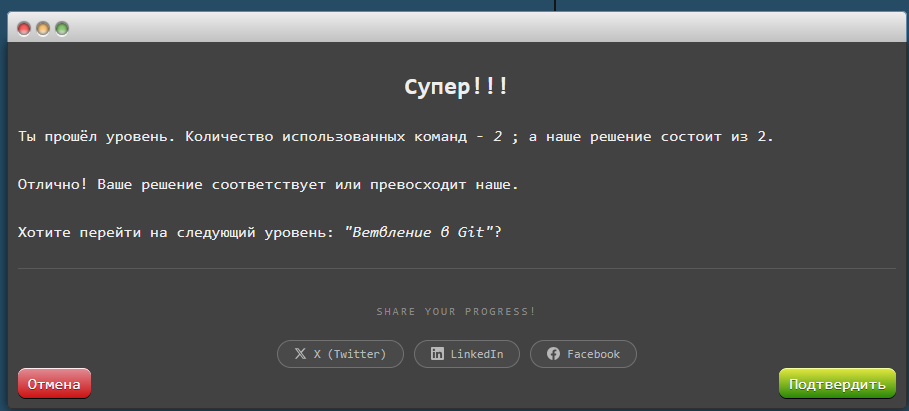 Супер!!!
Ты прошёл уровень. Количество использованных команд - 2 ; а наше решение состоит из 2.
Отлично! Ваше решение соответствует или превосходит наше.
Хотите перейти на следующий уровень: "Ветвление в Git"?
SHARE YOUR PROGRESS!
X (Twitter)
LinkedIn
Facebook
Отмена
Подтвердить